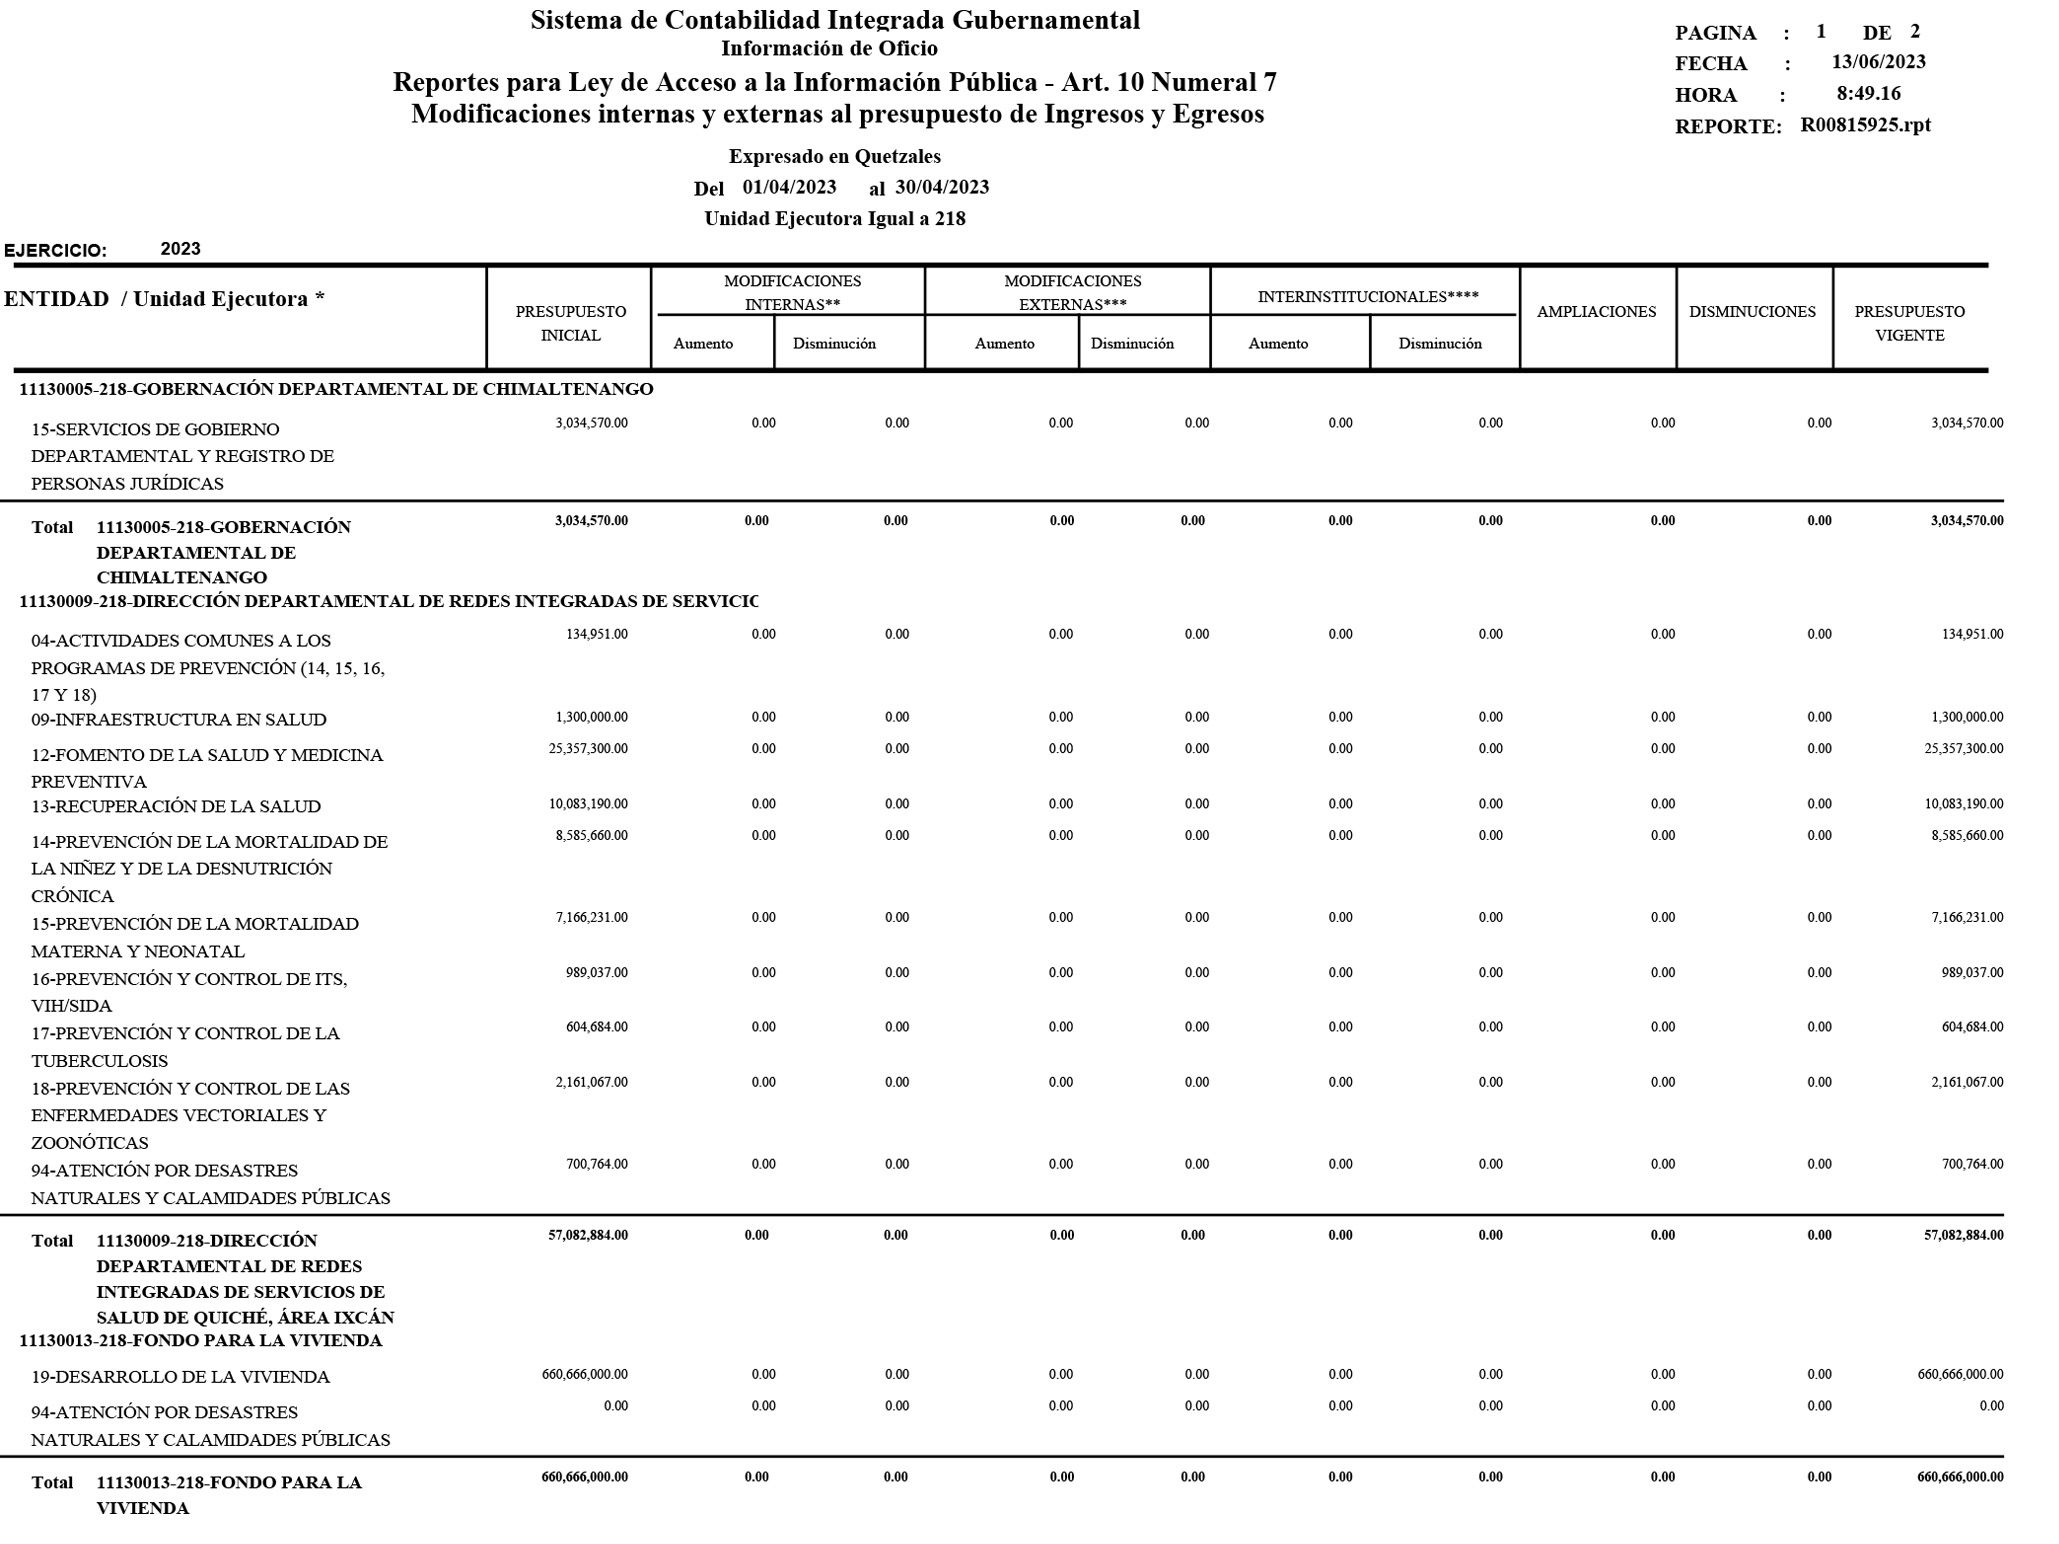 Sistema de Contabilidad Integrada Gubernamental
Información de Oficio
Reportes para Ley de Acceso a la Información Pública - Art. 10 Numeral 7
Modificaciones internas y externas al presupuesto de Ingresos y Egresos
PAGINA : 1 DE 2
FECHA : 13/06/2023
HORA : 8:49.16
REPORTE: R00815925.rpt
Expresado en Quetzales
Del 01/04/2023 al 30/04/2023
Unidad Ejecutora Igual a 218
EJERCICIO: 2023
ENTIDAD / Unidad Ejecutora *
PRESUPUESTO
INICIAL
MODIFICACIONES
INTERNAS**
Aumento Disminución
MODIFICACIONES
EXTERNAS***
Aumento Disminución
INTERINSTITUCIONALES****
Aumento Disminución
AMPLIACIONES
DISMINUCIONES
PRESUPUESTO
VIGENTE
11130005-218-GOBERNACIÓN DEPARTAMENTAL DE CHIMALTENANGO
15-SERVICIOS DE GOBIERNO 3,034,570.00 0.00 0.00 0.00 0.00 0.00 0.00 0.00 0.00 3,034,570.00
DEPARTAMENTAL Y REGISTRO DE
PERSONAS JURÍDICAS
Total 11130005-218-GOBERNACIÓN 3,034,570.00 0.00 0.00 0.00 0.00 0.00 0.00 0.00 0.00 3,034,570.00
DEPARTAMENTAL DE
CHIMALTENANGO
11130009-218-DIRECCIÓN DEPARTAMENTAL DE REDES INTEGRADAS DE SERVICIC
04-ACTIVIDADES COMUNES A LOS 134,951.00 0.00 0.00 0.00 0.00 0.00 0.00 0.00 0.00 134,951.00
PROGRAMAS DE PREVENCIÓN (14, 15, 16,
17 Y 18)
09-INFRAESTRUCTURA EN SALUD 1,300,000.00 0.00 0.00 0.00 0.00 0.00 0.00 0.00 0.00 1,300,000.00
12-FOMENTO DE LA SALUD Y MEDICINA 25,357,300.00 0.00 0.00 0.00 0.00 0.00 0.00 0.00 0.00 25,357,300.00
PREVENTIVA
13-RECUPERACIÓN DE LA SALUD 10,083,190.00 0.00 0.00 0.00 0.00 0.00 0.00 0.00 0.00 10,083,190.00
14-PREVENCIÓN DE LA MORTALIDAD DE 8,585,660.00 0.00 0.00 0.00 0.00 0.00 0.00 0.00 0.00 8,585,660.00
LA NIÑEZ Y DE LA DESNUTRICIÓN
CRÓNICA
15-PREVENCIÓN DE LA MORTALIDAD 7,166,231.00 0.00 0.00 0.00 0.00 0.00 0.00 0.00 0.00 7,166,231.00
MATERNA Y NEONATAL
16-PREVENCIÓN Y CONTROL DE ITS, 989,037.00 0.00 0.00 0.00 0.00 0.00 0.00 0.00 0.00 989,037.00
VIH/SIDA
17-PREVENCIÓN Y CONTROL DE LA 604,684.00 0.00 0.00 0.00 0.00 0.00 0.00 0.00 0.00 604,684.00
TUBERCULOSIS
18-PREVENCIÓN Y CONTROL DE LAS 2,161,067.00 0.00 0.00 0.00 0.00 0.00 0.00 0.00 0.00 2,161,067.00
ENFERMEDADES VECTORIALES Y
ZOONÓTICAS
94-ATENCIÓN POR DESASTRES 700,764.00 0.00 0.00 0.00 0.00 0.00 0.00 0.00 0.00 700,764.00
NATURALES Y CALAMIDADES PÚBLICAS
Total 11130009-218-DIRECCIÓN 57,082,884.00 0.00 0.00 0.00 0.00 0.00 0.00 0.00 0.00 57,082,884.00
DEPARTAMENTAL DE REDES
INTEGRADAS DE SERVICIOS DE
SALUD DE QUICHÉ, ÁREA IXCÁN
11130013-218-FONDO PARA LA VIVIENDA
19-DESARROLLO DE LA VIVIENDA 660,666,000.00 0.00 0.00 0.00 0.00 0.00 0.00 0.00 0.00 660,666,000.00
94-ATENCIÓN POR DESASTRES 0.00 0.00 0.00 0.00 0.00 0.00 0.00 0.00 0.00 0.00
NATURALES Y CALAMIDADES PÚBLICAS
Total 11130013-218-FONDO PARA LA 660,666,000.00 0.00 0.00 0.00 0.00 0.00 0.00 0.00 0.00 660,666,000.00
VIVIENDA